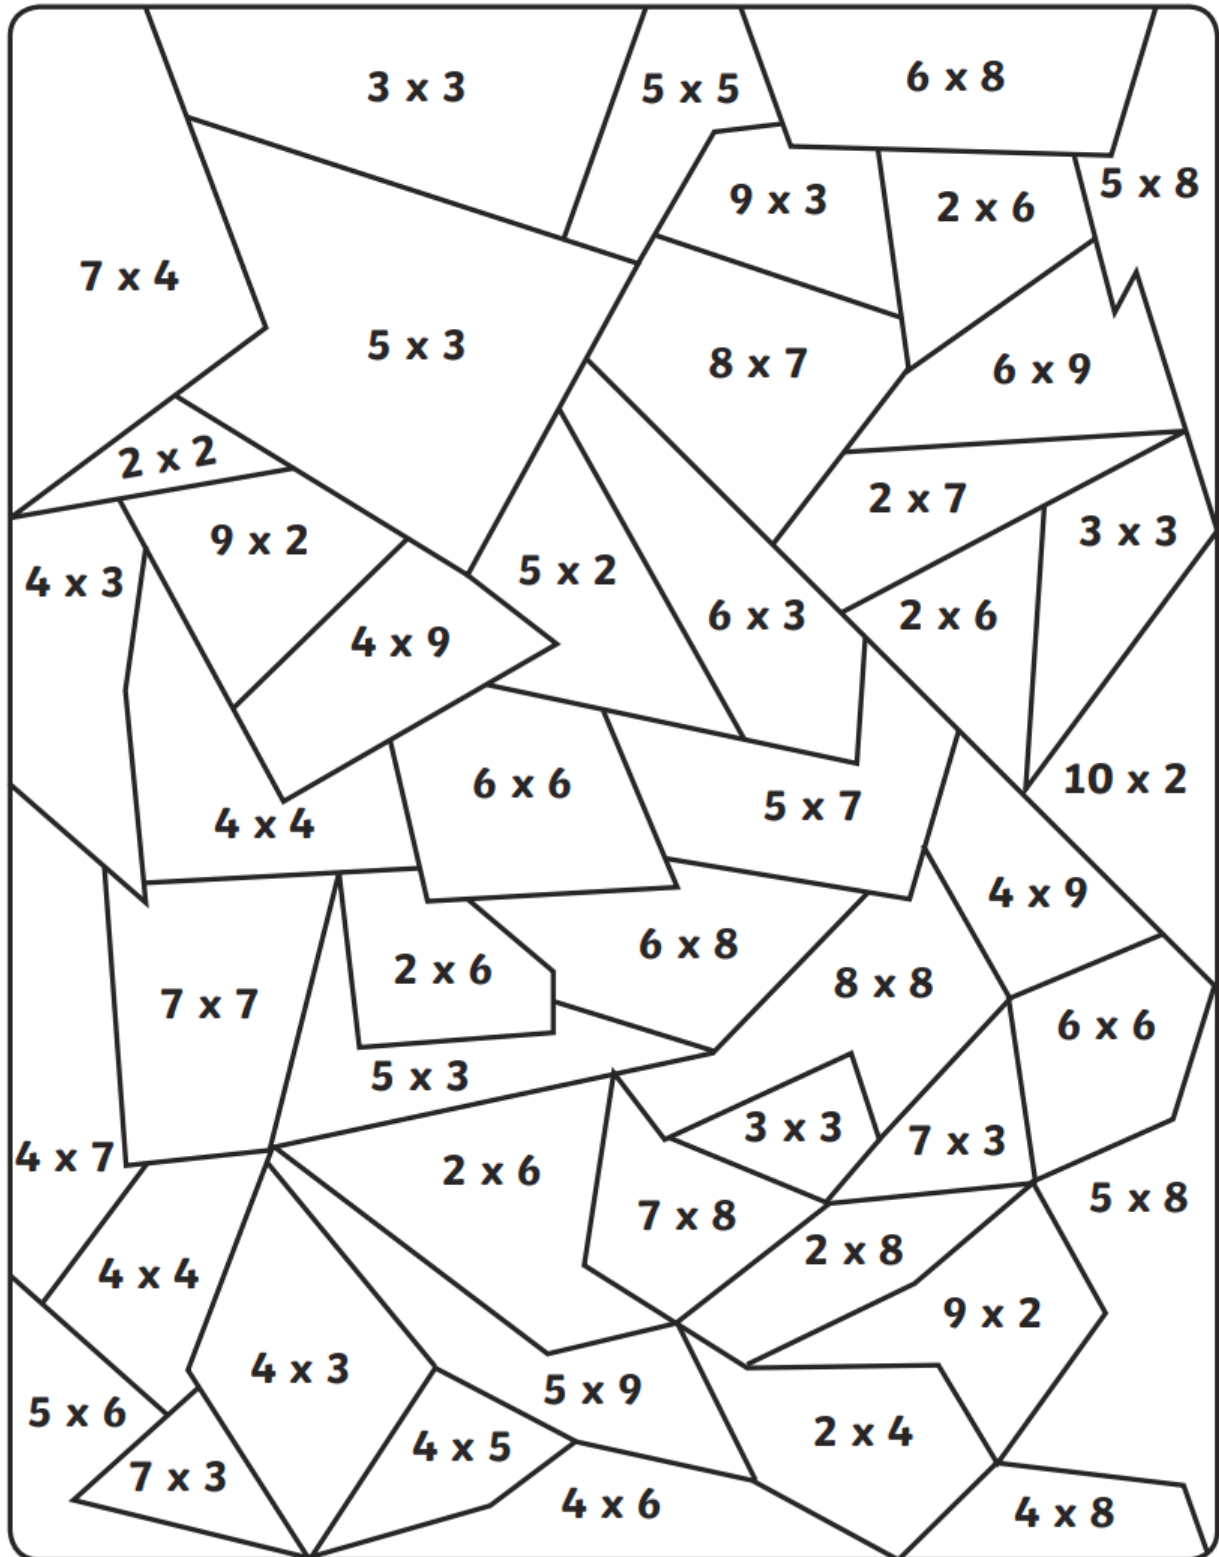 3 x 3
5 x 5
6 x 8
9 x 3
2 x 6
5 x 8
7 x 4
5 x 3
8 x 7
6 x 9
2 x 2
2 x 7
9 x 2
3 x 3
4 x 3
5 x 2
6 x 3
2 x 6
4 x 9
6 x 6
5 x 7
10 x 2
4 x 4
4 x 9
6 x 8
2 x 6
8 x 8
7 x 7
6 x 6
5 x 3
3 x 3
7 x 3
4 x 7
2 x 6
5 x 8
7 x 8
2 x 8
4 x 4
9 x 2
4 x 3
5 x 9
5 x 6
2 x 4
4 x 5
7 x 3
4 x 6
4 x 8